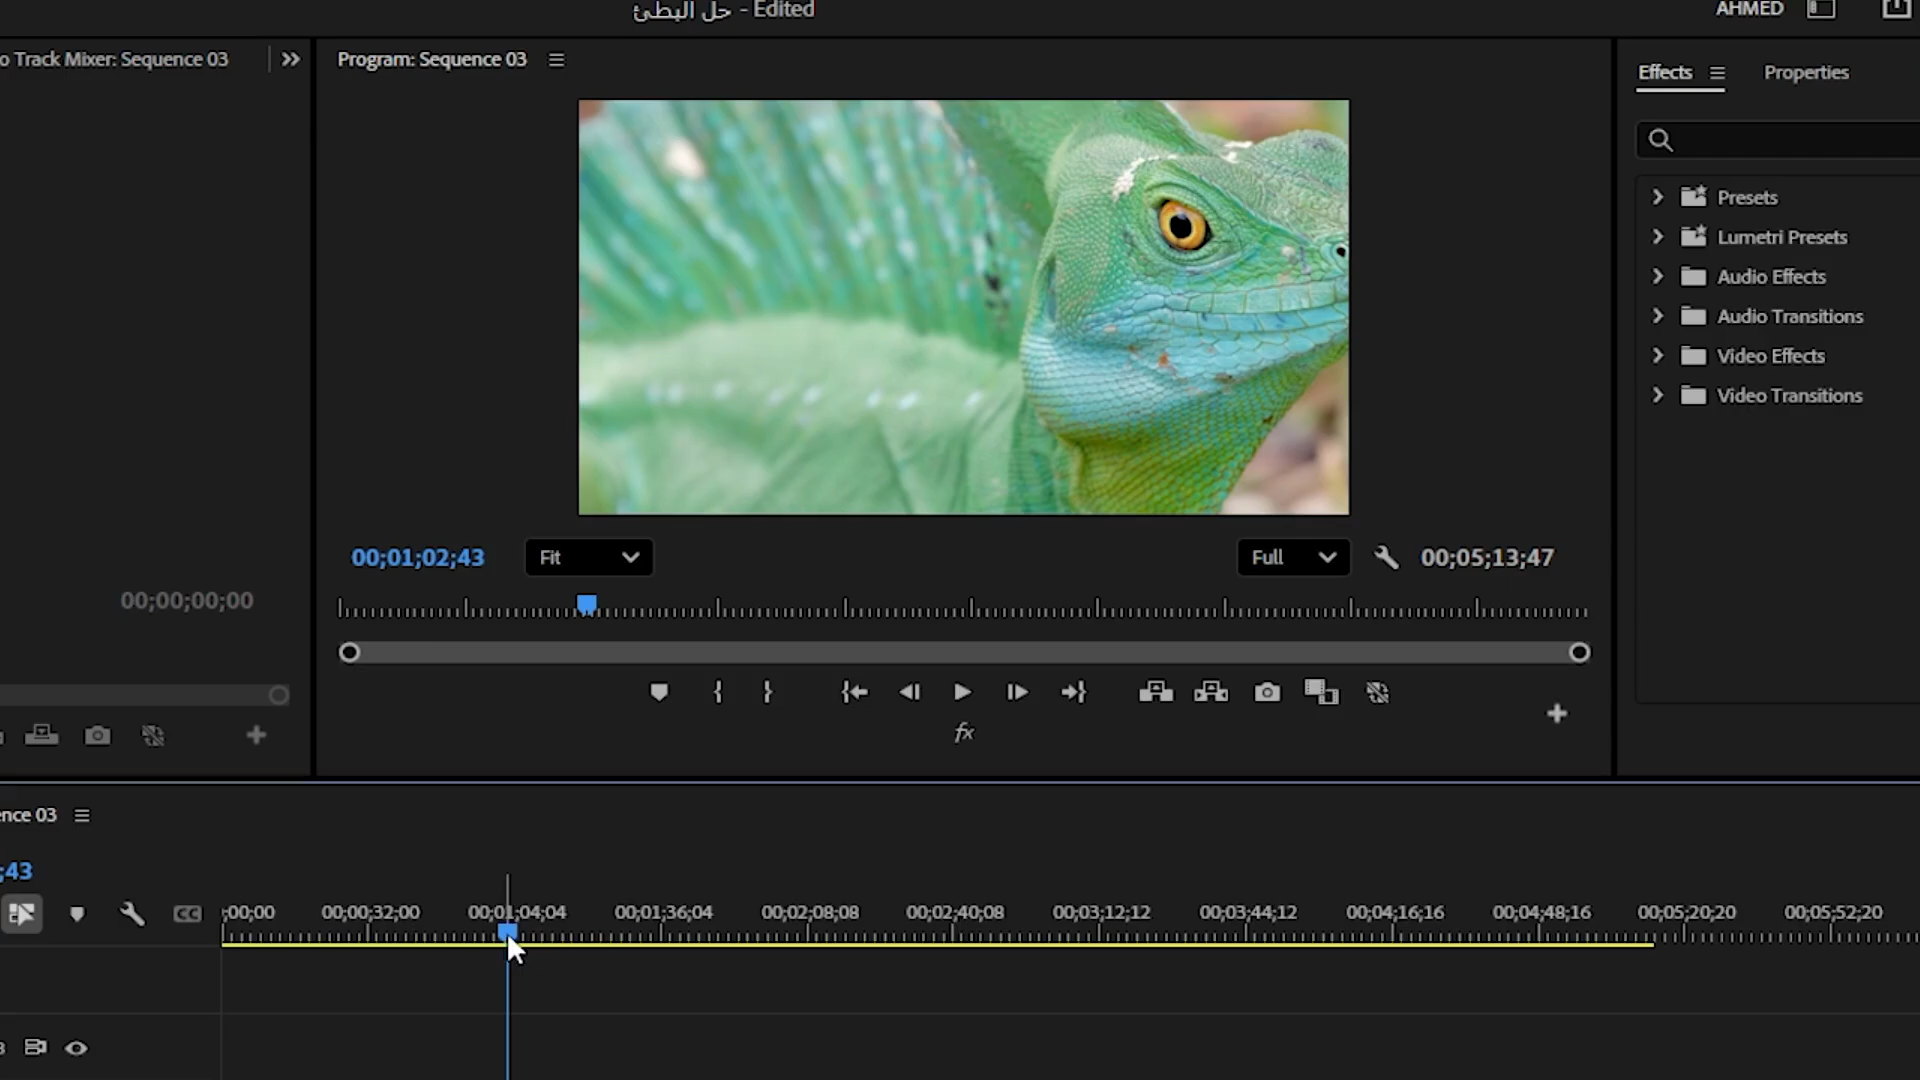 حل البطئ - Edited
AHMED
o Track Mixer: Sequence 03
Program: Sequence 03
Effects
Properties
Presets
Lumetri Presets
Audio Effects
Audio Transitions
Video Effects
Video Transitions
00;01;02;43
Fit
Full
00;05;13;47
00;00;00;00
fx
ence 03
;43
CC
;00;00
00;00;32;00
00;01;04;04
00;01;36;04
00;02;08;08
00;02;40;08
00;03;12;12
00;03;44;12
00;04;16;16
00;04;48;16
00;05;20;20
00;05;52;20